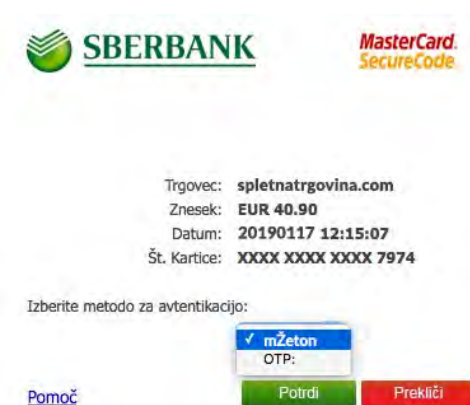 SBERBANK
MasterCard.
SecureCode.
Trgovec: spletnatrgovina.com
Znesek: EUR 40.90
Datum: 20190117 12:15:07
Št. Kartice: XXXX XXXX XXXX 7974
Izberite metodo za avtentikacijo:
✓ mŽeton
OTP:
Pomoč
Potrdi
Prekliči